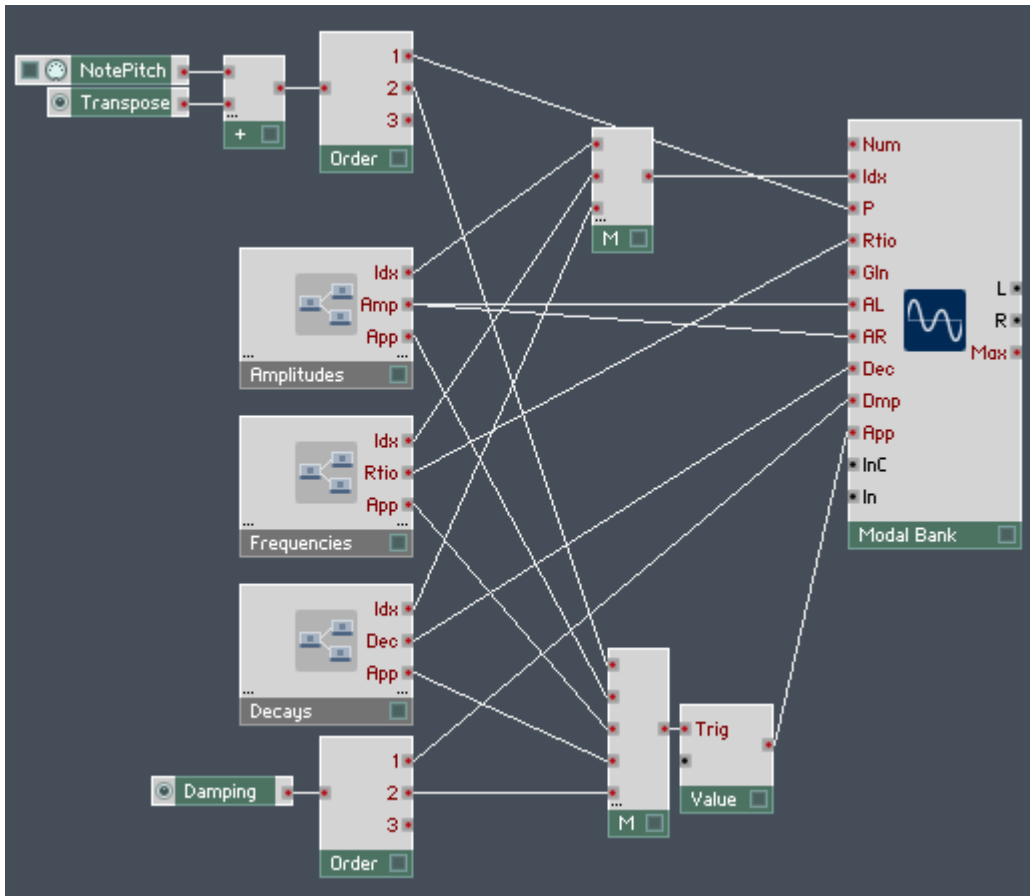 NotePitch
Transpose
+
1
2
3
Order
M
Idx
Amp
App
Amplitudes
Idx
Rtio
App
Frequencies
Idx
Dec
App
Decays
Damping
1
2
3
Order
M
Trig
Value
Num
Idx
P
Rtio
GIn
AL
AR
Dec
Dmp
App
InC
In
L
R
Max
Modal Bank